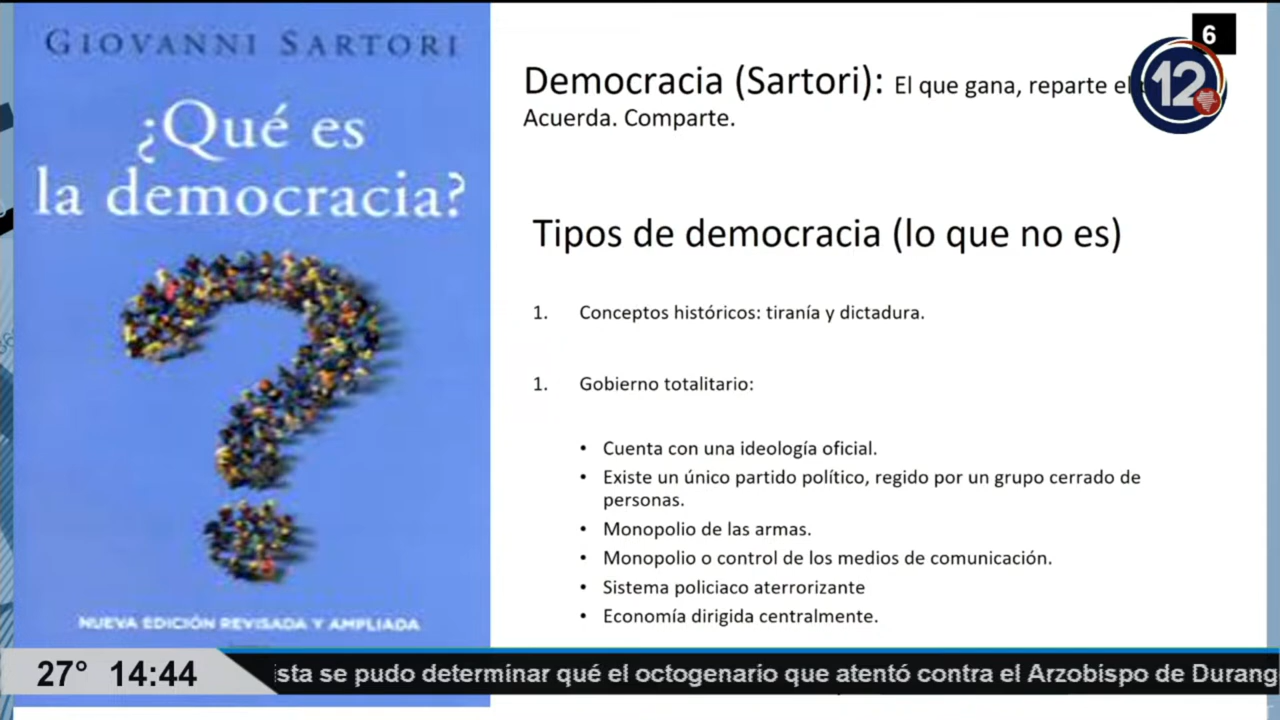 GIOVANNI SARTORI
¿Qué es
la democracia?
NUEVA EDICIÓN REVISADA Y AMPLIADA
6
12
Democracia (Sartori): El que gana, reparte el
Acuerda. Comparte.
Tipos de democracia (lo que no es)
1. Conceptos históricos: tiranía y dictadura.
1. Gobierno totalitario:
• Cuenta con una ideología oficial.
• Existe un único partido político, regido por un grupo cerrado de
personas.
• Monopolio de las armas.
• Monopolio o control de los medios de comunicación.
• Sistema policiaco aterrorizante
• Economía dirigida centralmente.
27° 14:44
ista se pudo determinar qué el octogenario que atentó contra el Arzobispo de Durang